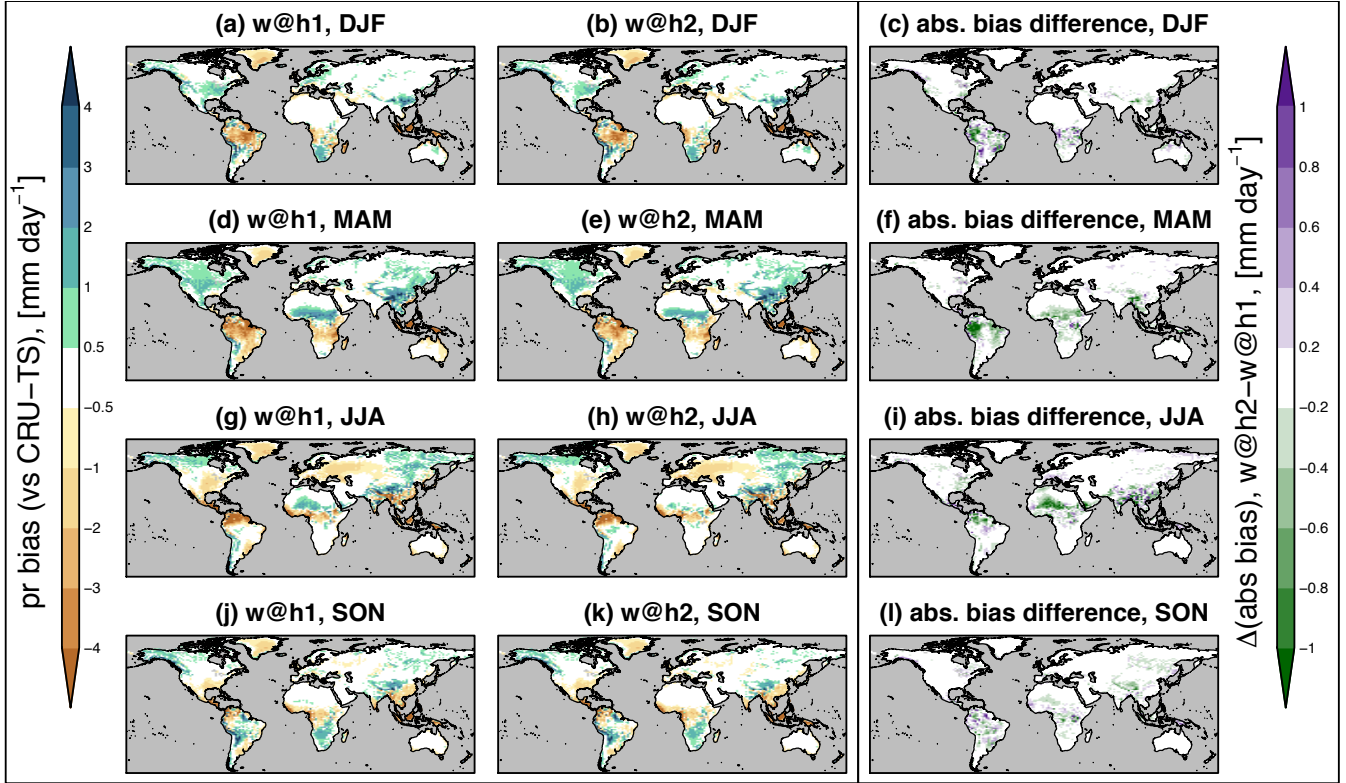 (a) w@h1, DJF
(b) w@h2, DJF
(c) abs. bias difference, DJF
(d) w@h1, MAM
(e) w@h2, MAM
(f) abs. bias difference, MAM
(g) w@h1, JJA
(h) w@h2, JJA
(i) abs. bias difference, JJA
(j) w@h1, SON
(k) w@h2, SON
(l) abs. bias difference, SON
pr bias (vs CRU−TS), [mm day⁻¹]
4
3
2
1
0.5
−0.5
−1
−2
−3
−4
Δ(abs bias), w@h2−w@h1, [mm day⁻¹]
1
0.8
0.6
0.4
0.2
−0.2
−0.4
−0.6
−0.8
−1